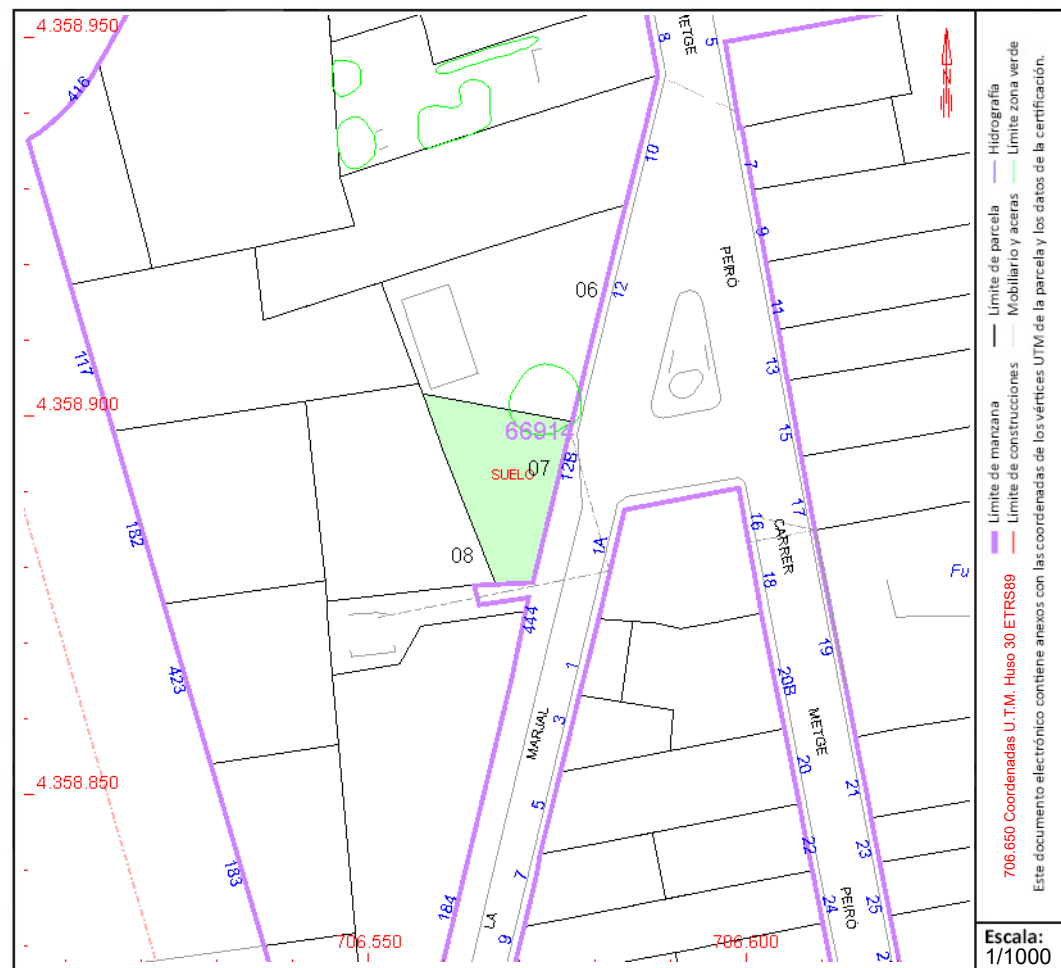 4.358.950
416
8
METGE
5
10
7
9
PEIRÒ
06
12
11
117
13
4.358.900
66914
15
12B
07
SUELO
17
16
CARRER
182
1A
08
18
Fu
444
19
1
423
20B
3
METGE
MARJAL
20
4.358.850
21
5
22
23
183
7
24
25
PEIRÒ
184
LA
9
706.550
706.600
2
N
706.650 Coordenadas U.T.M. Huso 30 ETRS89
Límite de manzana
Límite de parcela
Hidrografía
Límite de construcciones
Mobiliario y aceras
Límite zona verde
Este documento electrónico contiene anexos con las coordenadas de los vértices UTM de la parcela y los datos de la certificación.
Escala:
1/1000